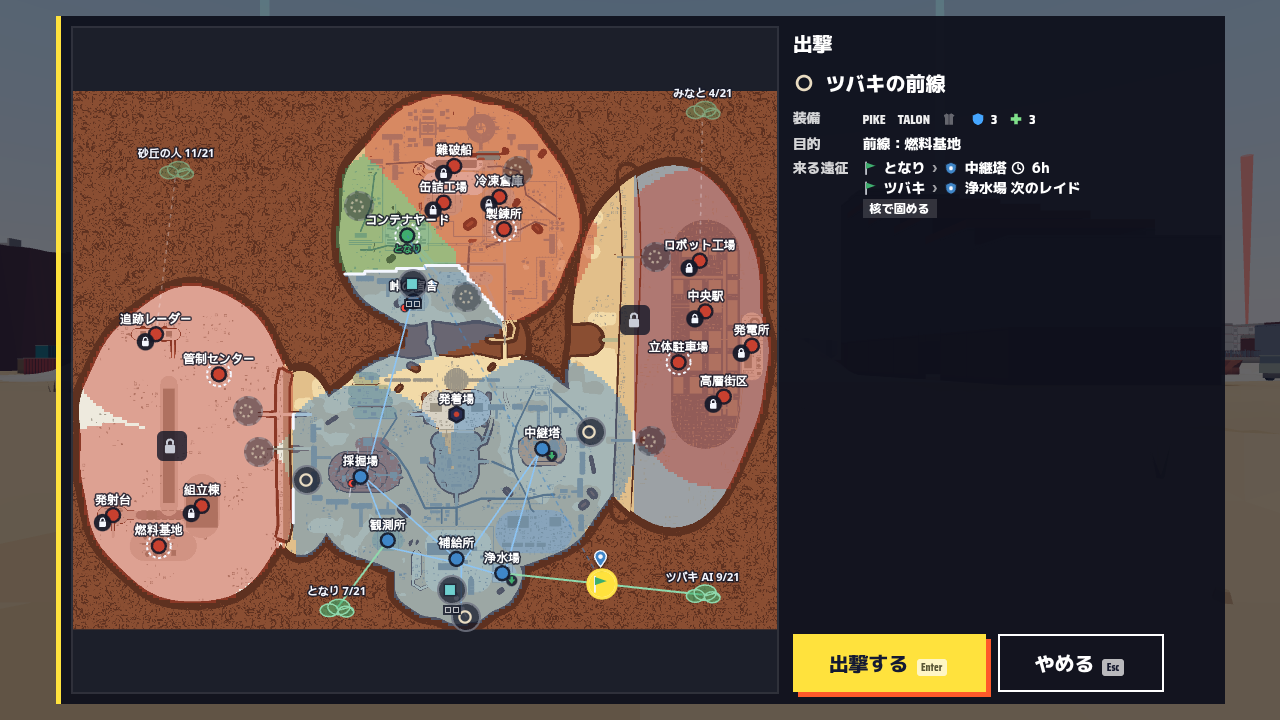 出撃
ツバキの前線
装備 PIKE TALON 3 3
目的 前線：燃料基地
来る遠征 となり › 中継塔 6h
ツバキ › 浄水場 次のレイド
核で固める
出撃する Enter
やめる Esc
みなと 4/21
砂丘の人 11/21
難破船
缶詰工場
冷凍倉庫
コンテナヤード
製錬所
となり
舎
ロボット工場
中央駅
発電所
立体駐車場
高層街区
追跡レーダー
管制センター
発着場
中継塔
採掘場
組立棟
発射台
燃料基地
観測所
補給所
浄水場
となり 7/21
ツバキ AI 9/21